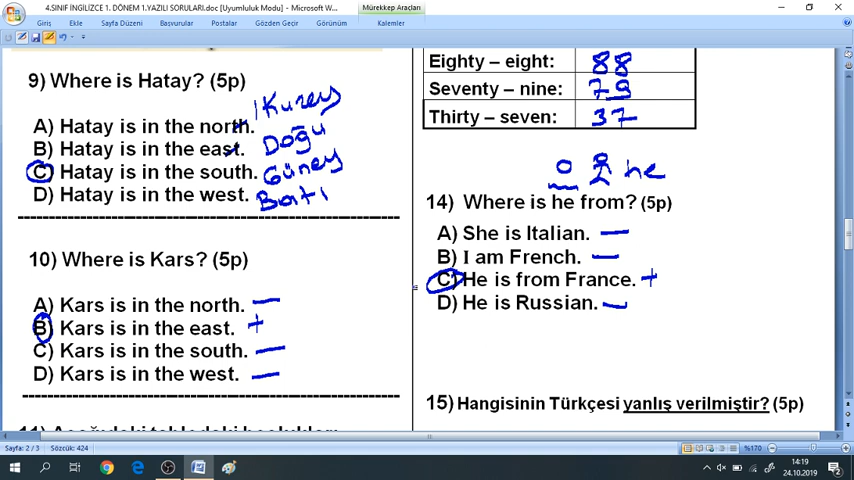 4.SINIF İNGİLİZCE 1. DÖNEM 1.YAZILI SORULARI.doc [Uyumluluk Modu] - Microsoft W...
Mürekkep Araçları
Giriş Ekle Sayfa Düzeni Başvurular Postalar Gözden Geçir Görünüm Kalemler
9) Where is Hatay? (5p)
A) Hatay is in the north. Kuzey
B) Hatay is in the east. Doğu
C) Hatay is in the south. Güney
D) Hatay is in the west. Batı
10) Where is Kars? (5p)
A) Kars is in the north.
B) Kars is in the east.
C) Kars is in the south.
D) Kars is in the west.
Eighty – eight: 88
Seventy – nine: 79
Thirty – seven: 37
o he
14) Where is he from? (5p)
A) She is Italian.
B) I am French.
C) He is from France.
D) He is Russian.
15) Hangisinin Türkçesi yanlış verilmiştir? (5p)
Sayfa: 2 / 3 Sözcük: 424
%170
14:19
24.10.2019
2